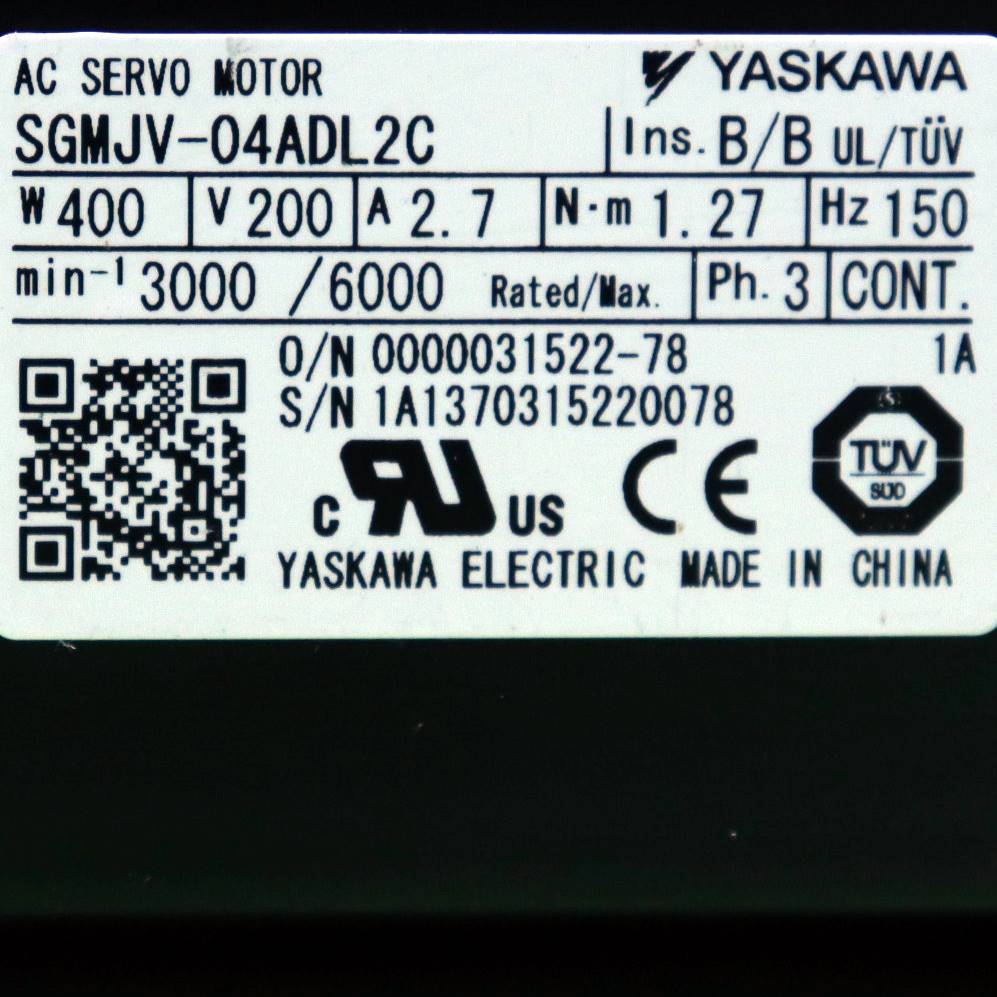 AC SERVO MOTOR YASKAWA
SGMJV-04ADL2C Ins. B/B UL/TÜV
W 400 V 200 A 2.7 N·m 1.27 Hz 150
min⁻¹ 3000 /6000 Rated/Max. Ph. 3 CONT.
O/N 0000031522-78 1A
S/N 1A1370315220078
c RU US CE TÜV SÜD
YASKAWA ELECTRIC MADE IN CHINA